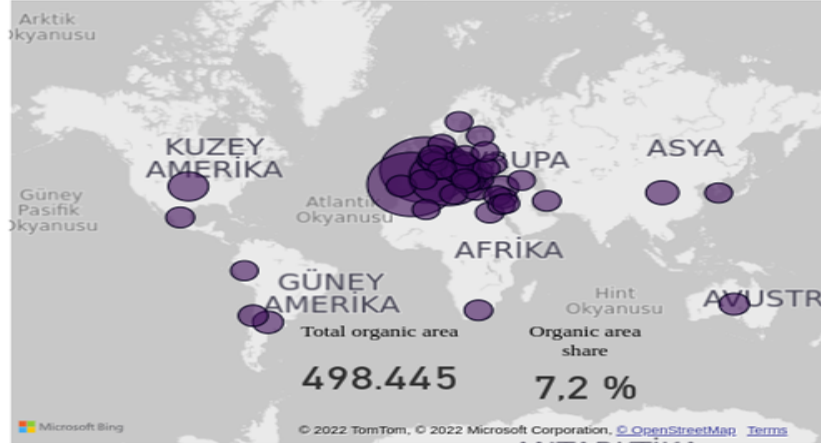 Arktik
Okyanusu
KUZEY
AMERİKA
Güney
Pasifik
Okyanusu
Atlantik
Okyanusu
ASYA
AFRİKA
GÜNEY
AMERİKA
Hint
Okyanusu
AVUSTR
Total organic area
498.445
Organic area
share
7,2 %
Microsoft Bing
© 2022 TomTom, © 2022 Microsoft Corporation, © OpenStreetMap Terms